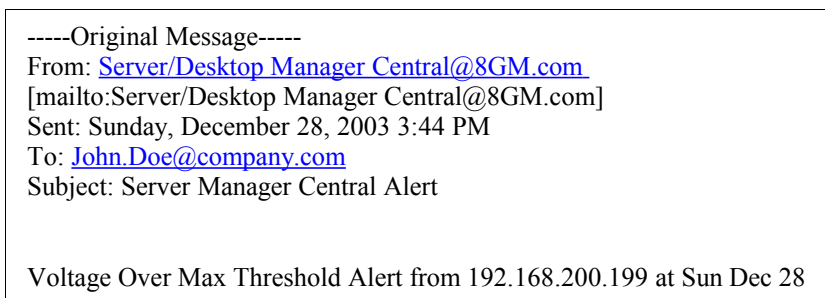 -----Original Message-----
From: Server/Desktop Manager Central@8GM.com
[mailto:Server/Desktop Manager Central@8GM.com]
Sent: Sunday, December 28, 2003 3:44 PM
To: John.Doe@company.com
Subject: Server Manager Central Alert
Voltage Over Max Threshold Alert from 192.168.200.199 at Sun Dec 28